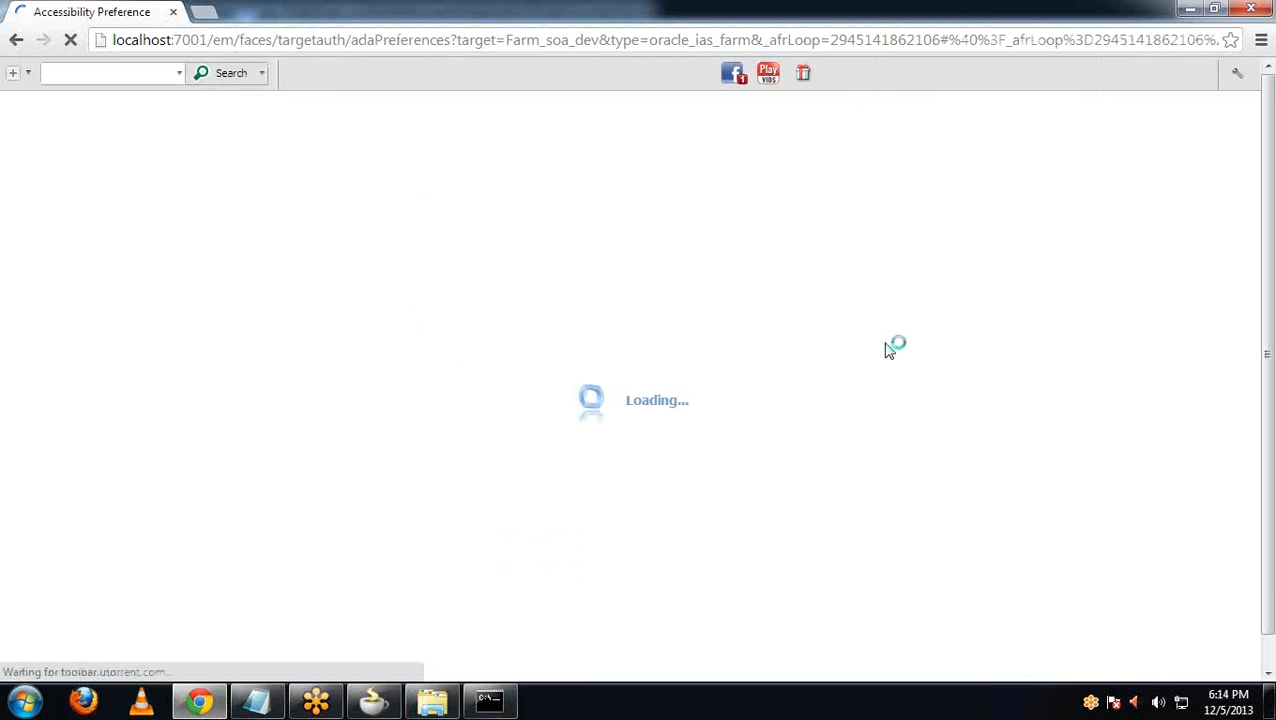 Accessibility Preference
localhost:7001/em/faces/targetauth/adaPreferences?target=Farm_soa_dev&type=oracle_ias_farm&_afrLoop=2945141862106#%40%3F_afrLoop%3D2945141862106%.
Search
1
Play
VIDS
Loading...
Waiting for toolbar.utorrent.com...
C:\_
6:14 PM
12/5/2013